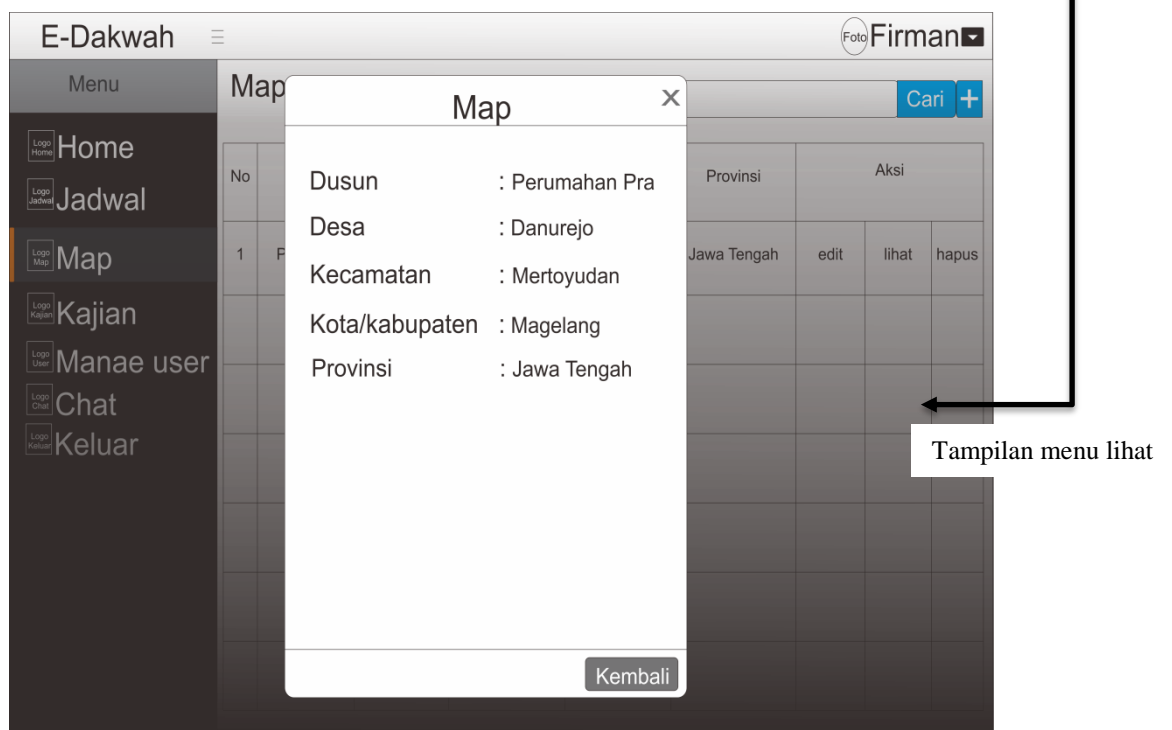 E-Dakwah
Foto Firman
Menu
Logo Home Home
Logo Jadwal Jadwal
Logo Map Map
Logo Kajian Kajian
Logo User Manae user
Logo Chat Chat
Logo Keluar Keluar
Map
Cari +
No Provinsi Aksi
1 P Jawa Tengah edit lihat hapus
Map X
Dusun : Perumahan Pra
Desa : Danurejo
Kecamatan : Mertoyudan
Kota/kabupaten : Magelang
Provinsi : Jawa Tengah
Kembali
Tampilan menu lihat